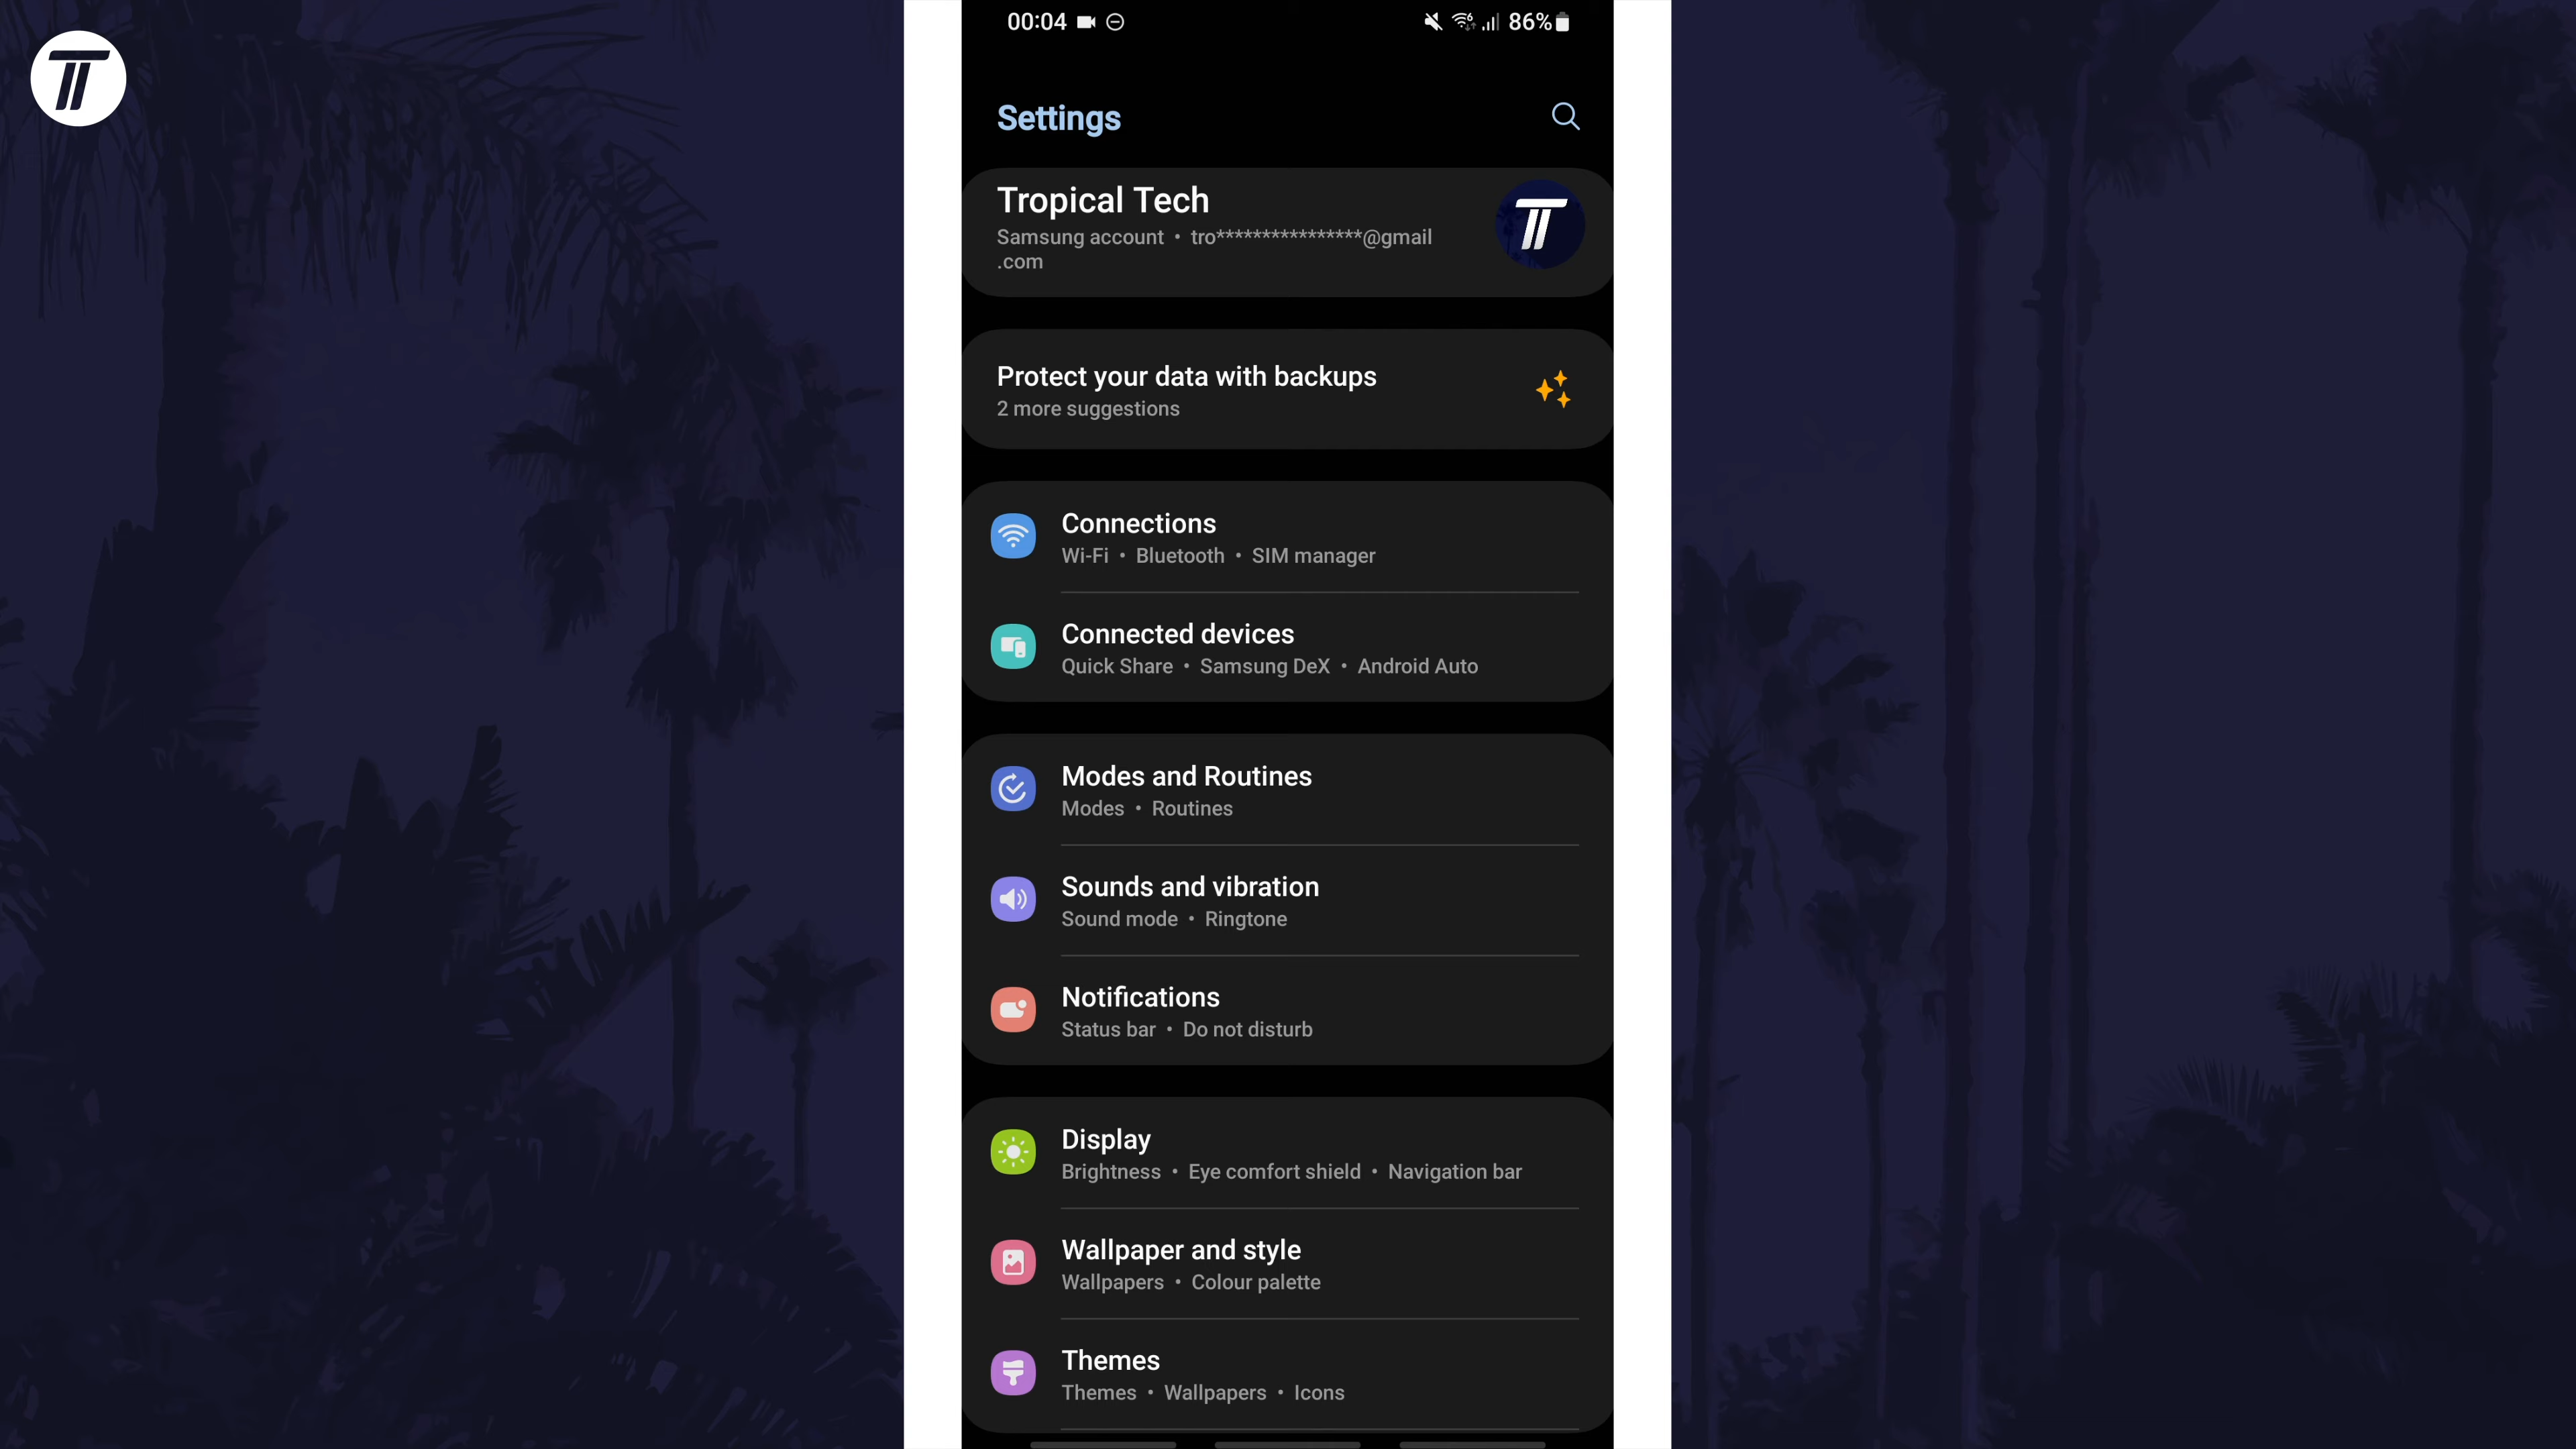 00:04
86%
Settings
Tropical Tech
Samsung account • tro****************@gmail
.com
Protect your data with backups
2 more suggestions
Connections
Wi-Fi • Bluetooth • SIM manager
Connected devices
Quick Share • Samsung DeX • Android Auto
Modes and Routines
Modes • Routines
Sounds and vibration
Sound mode • Ringtone
Notifications
Status bar • Do not disturb
Display
Brightness • Eye comfort shield • Navigation bar
Wallpaper and style
Wallpapers • Colour palette
Themes
Themes • Wallpapers • Icons